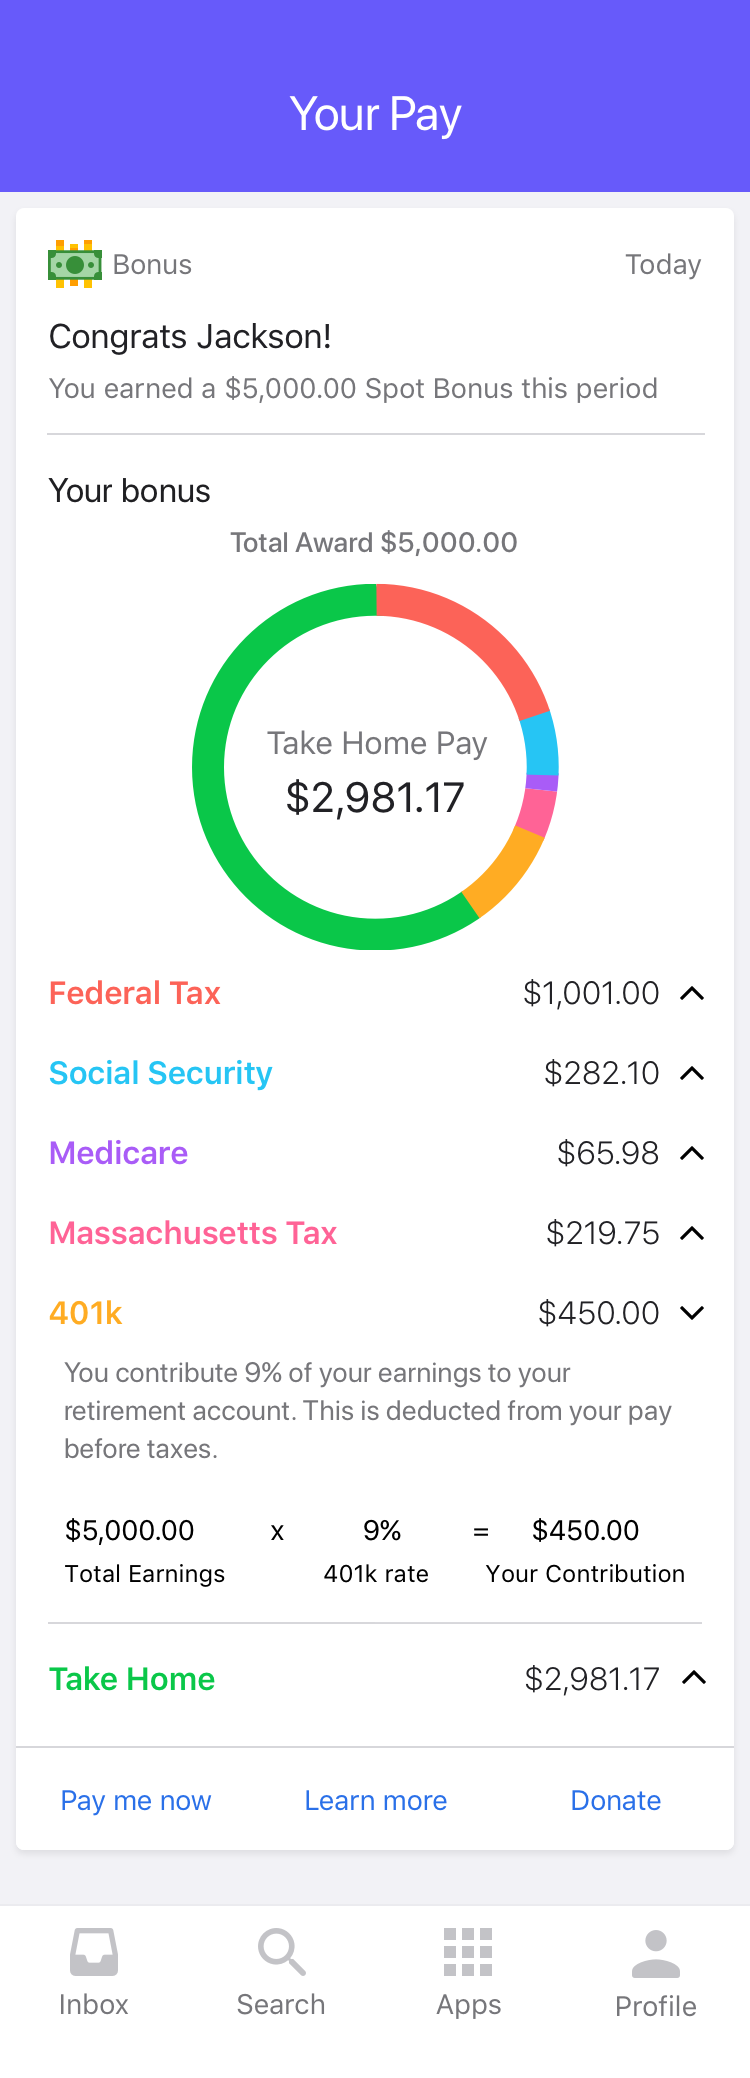 Your Pay
Bonus Today
Congrats Jackson!
You earned a $5,000.00 Spot Bonus this period
Your bonus
Total Award $5,000.00
Take Home Pay
$2,981.17
Federal Tax $1,001.00
Social Security $282.10
Medicare $65.98
Massachusetts Tax $219.75
401k $450.00
You contribute 9% of your earnings to your
retirement account. This is deducted from your pay
before taxes.
$5,000.00 x 9% = $450.00
Total Earnings 401k rate Your Contribution
Take Home $2,981.17
Pay me now Learn more Donate
Inbox Search Apps Profile